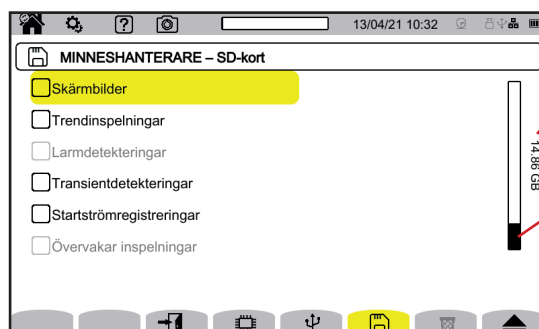 13/04/21 10:32
MINNESHANTERARE – SD-kort
Skärmbilder
Trendinspelningar
Larmdetekteringar
Transientdetekteringar
Startströmregistreringar
Övervakar inspelningar
14.86 GB